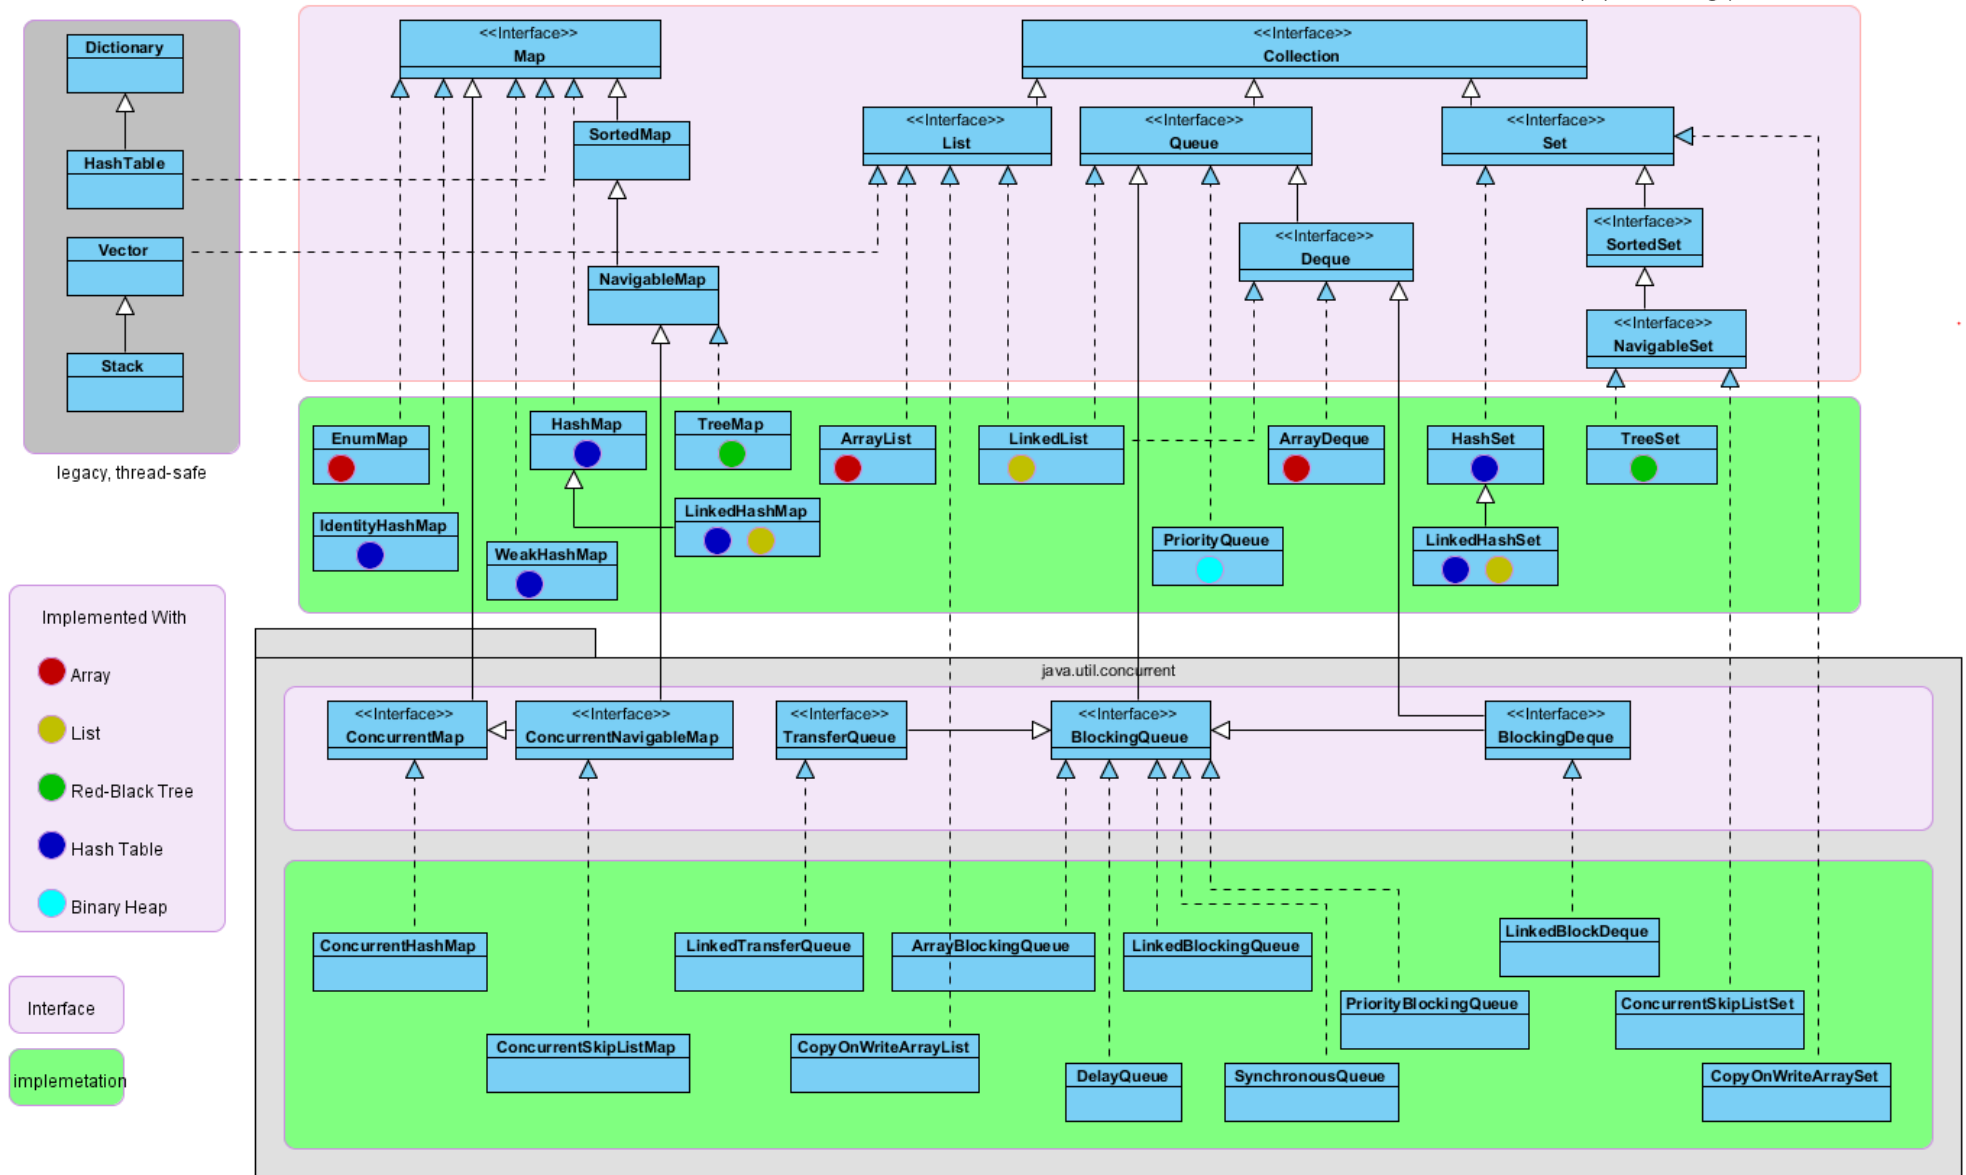 Dictionary
HashTable
Vector
Stack
legacy, thread-safe
<<Interface>>
Map
<<Interface>>
Collection
SortedMap
<<Interface>>
List
<<Interface>>
Queue
<<Interface>>
Set
<<Interface>>
SortedSet
<<Interface>>
Deque
NavigableMap
<<Interface>>
NavigableSet
EnumMap
HashMap
TreeMap
ArrayList
LinkedList
ArrayDeque
HashSet
TreeSet
IdentityHashMap
WeakHashMap
LinkedHashMap
PriorityQueue
LinkedHashSet
Implemented With
Array
List
Red-Black Tree
Hash Table
Binary Heap
Interface
implemetation
java.util.concurrent
<<Interface>>
ConcurrentMap
<<Interface>>
ConcurrentNavigableMap
<<Interface>>
TransferQueue
<<Interface>>
BlockingQueue
<<Interface>>
BlockingDeque
ConcurrentHashMap
LinkedTransferQueue
ArrayBlockingQueue
LinkedBlockingQueue
LinkedBlockDeque
PriorityBlockingQueue
ConcurrentSkipListSet
ConcurrentSkipListMap
CopyOnWriteArrayList
DelayQueue
SynchronousQueue
CopyOnWriteArraySet